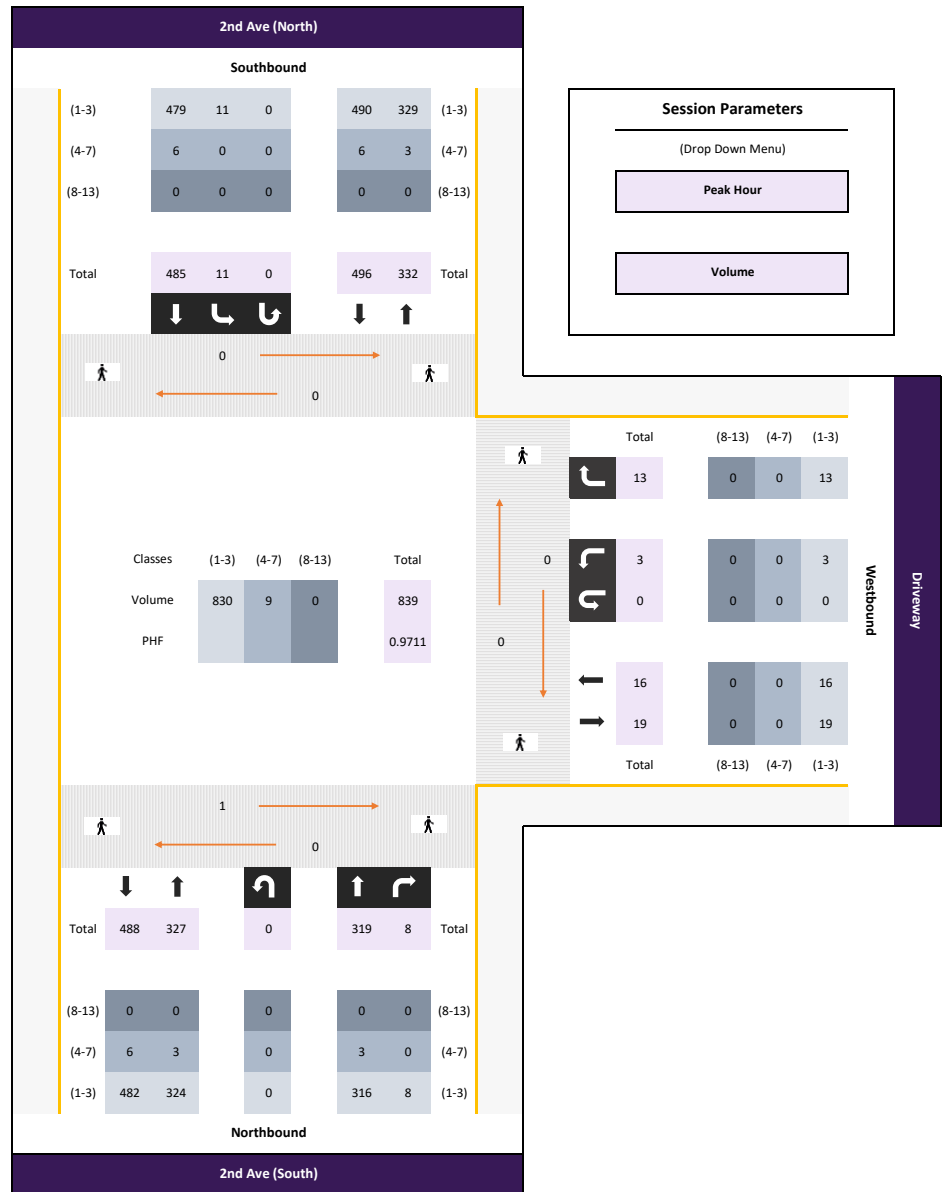 2nd Ave (North)
Southbound
(1-3) 479 11 0 490 329 (1-3)
(4-7) 6 0 0 6 3 (4-7)
(8-13) 0 0 0 0 0 (8-13)
Total 485 11 0 496 332 Total
0
0
Session Parameters
(Drop Down Menu)
Peak Hour
Volume
Total (8-13) (4-7) (1-3)
13 0 0 13
0 3 0 0 3
0 0 0 0
0
16 0 0 16
19 0 0 19
Total (8-13) (4-7) (1-3)
Westbound
Driveway
Classes (1-3) (4-7) (8-13) Total
Volume 830 9 0 839
PHF 0.9711
1
0
Total 488 327 0 319 8 Total
(8-13) 0 0 0 0 0 (8-13)
(4-7) 6 3 0 3 0 (4-7)
(1-3) 482 324 0 316 8 (1-3)
Northbound
2nd Ave (South)